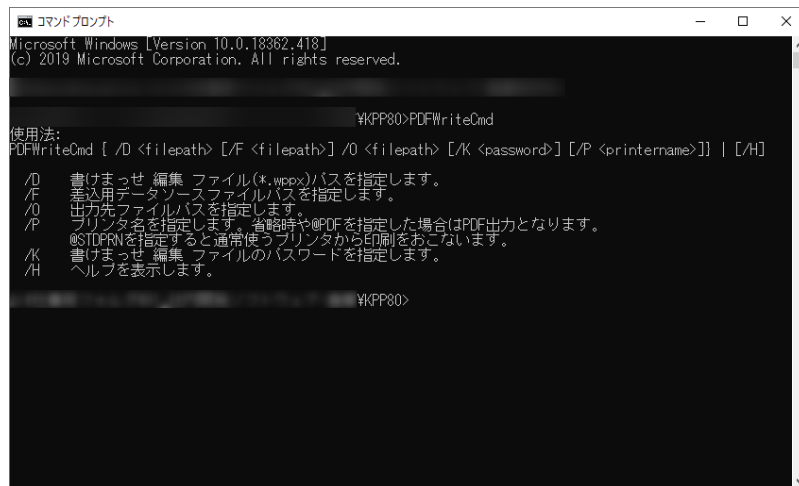 コマンド プロンプト
Microsoft Windows [Version 10.0.18362.418]
(c) 2019 Microsoft Corporation. All rights reserved.
¥KPP80>PDFWriteCmd
使用法:
PDFWriteCmd [ /D <filepath> [/F <filepath>] /O <filepath> [/K <password>] [/P <printername>]} | [/H]
/D 書けまっせ 編集 ファイル(*.wppx)パスを指定します。
/F 差込用データソースファイルパスを指定します。
/O 出力先ファイルパスを指定します。
/P プリンタ名を指定します。省略時や@PDFを指定した場合はPDF出力となります。
@STDPRNを指定すると通常使うプリンタから印刷をおこないます。
/K 書けまっせ 編集 ファイルのパスワードを指定します。
/H ヘルプを表示します。
¥KPP80>